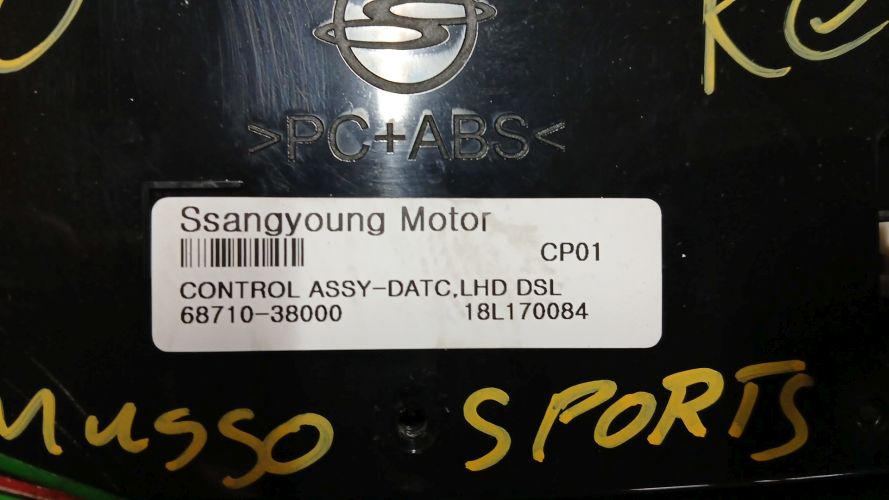 >PC+ABS<
Ssangyoung Motor
CP01
CONTROL ASSY-DATC,LHD DSL
68710-38000 18L170084
Musso SPORTS